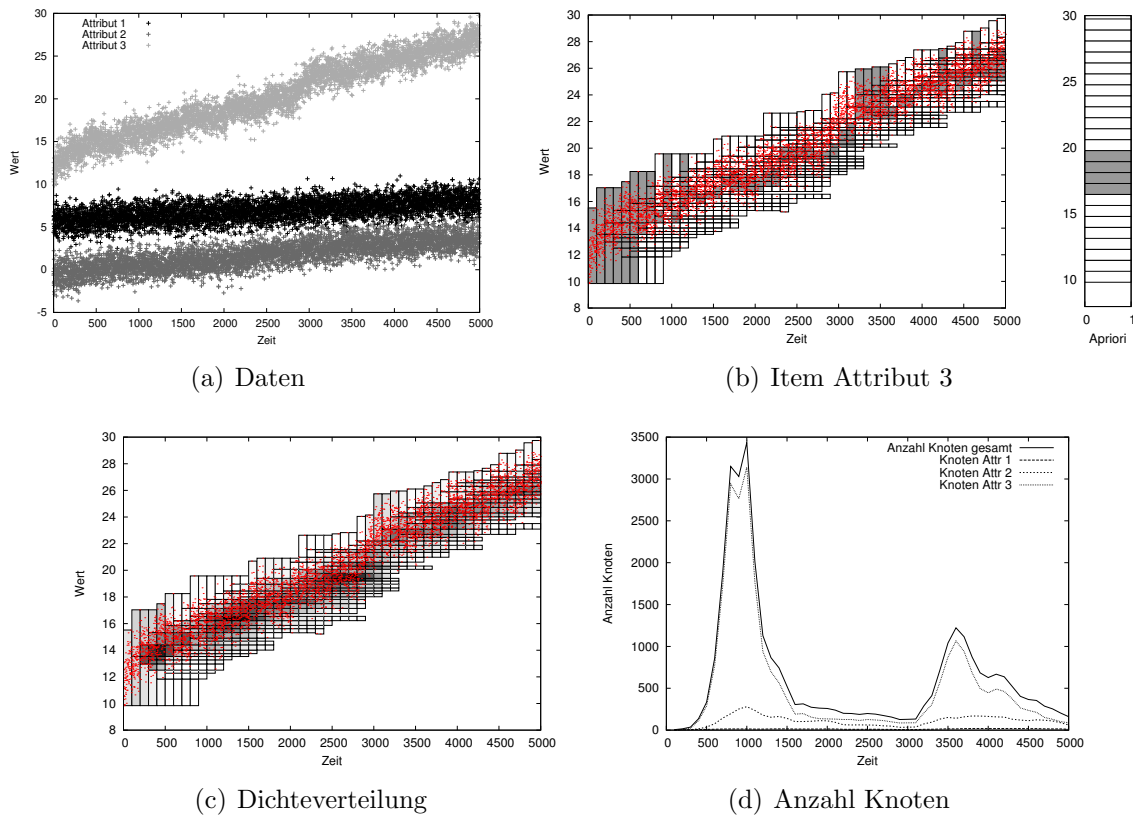 Attribut 1
Attribut 2
Attribut 3
30
25
20
15
10
5
0
-5
Wert
0 500 1000 1500 2000 2500 3000 3500 4000 4500 5000
Zeit
(a) Daten
30
28
26
24
22
20
18
16
14
12
10
8
Wert
0 500 1000 1500 2000 2500 3000 3500 4000 4500 5000
Zeit
30
25
20
15
10
0 1
Apriori
(b) Item Attribut 3
30
28
26
24
22
20
18
16
14
12
10
8
Wert
0 500 1000 1500 2000 2500 3000 3500 4000 4500 5000
Zeit
(c) Dichteverteilung
Anzahl Knoten gesamt
Knoten Attr 1
Knoten Attr 2
Knoten Attr 3
3500
3000
2500
2000
1500
1000
500
0
Anzahl Knoten
0 500 1000 1500 2000 2500 3000 3500 4000 4500 5000
Zeit
(d) Anzahl Knoten